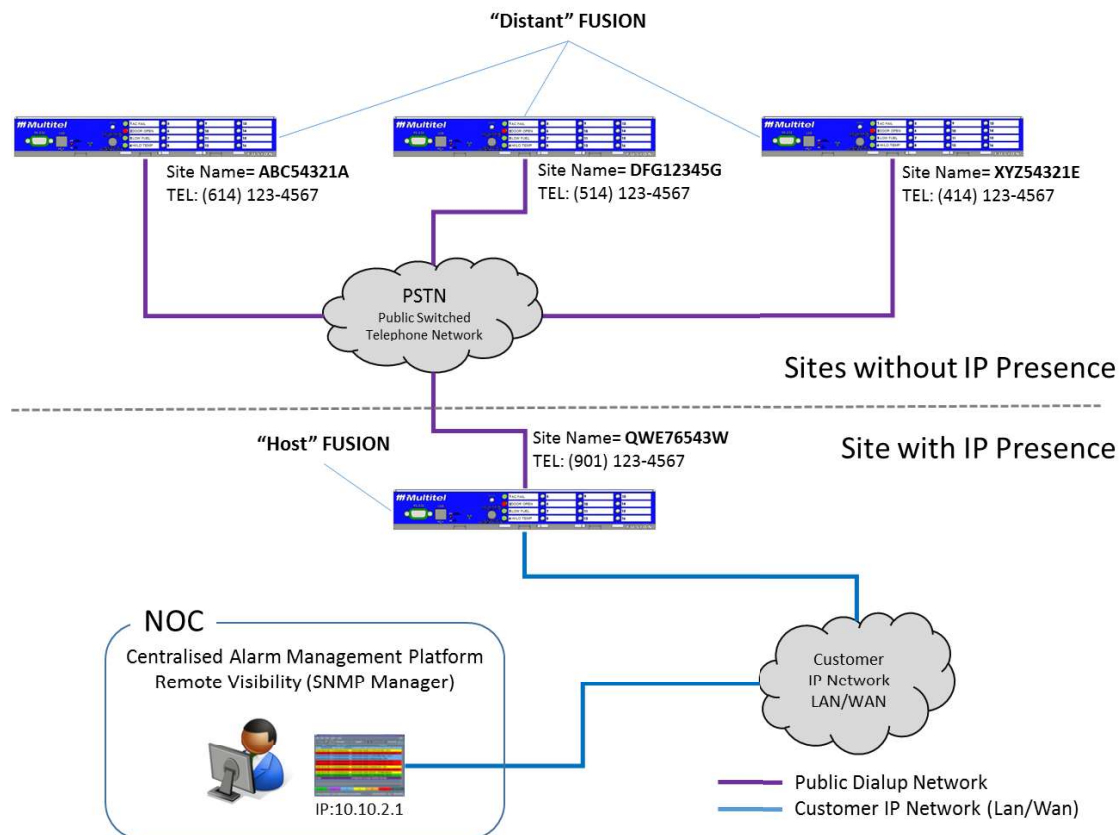 “Distant” FUSION
Multitel
Multitel
Multitel
Site Name= ABC54321A
TEL: (614) 123-4567
Site Name= DFG12345G
TEL: (514) 123-4567
Site Name= XYZ54321E
TEL: (414) 123-4567
PSTN
Public Switched
Telephone Network
Sites without IP Presence
“Host” FUSION
Site Name= QWE76543W
TEL: (901) 123-4567
Site with IP Presence
Multitel
NOC
Centralised Alarm Management Platform
Remote Visibility (SNMP Manager)
IP:10.10.2.1
Customer
IP Network
LAN/WAN
Public Dialup Network
Customer IP Network (Lan/Wan)